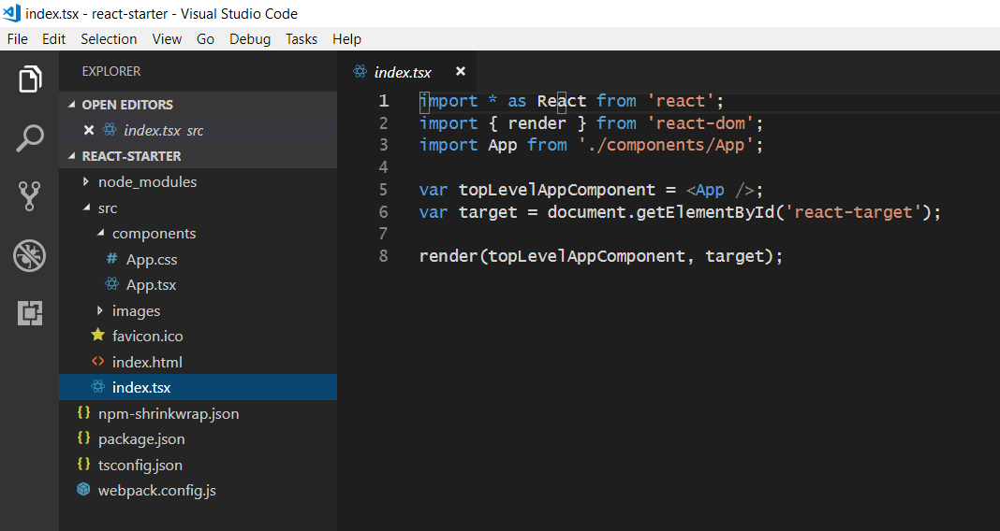 index.tsx - react-starter - Visual Studio Code
File Edit Selection View Go Debug Tasks Help
EXPLORER
OPEN EDITORS
index.tsx src
REACT-STARTER
node_modules
src
components
App.css
App.tsx
images
favicon.ico
index.html
index.tsx
npm-shrinkwrap.json
package.json
tsconfig.json
webpack.config.js
index.tsx
1 import * as React from 'react';
2 import { render } from 'react-dom';
3 import App from './components/App';
4
5 var topLevelAppComponent = <App />;
6 var target = document.getElementById('react-target');
7
8 render(topLevelAppComponent, target);